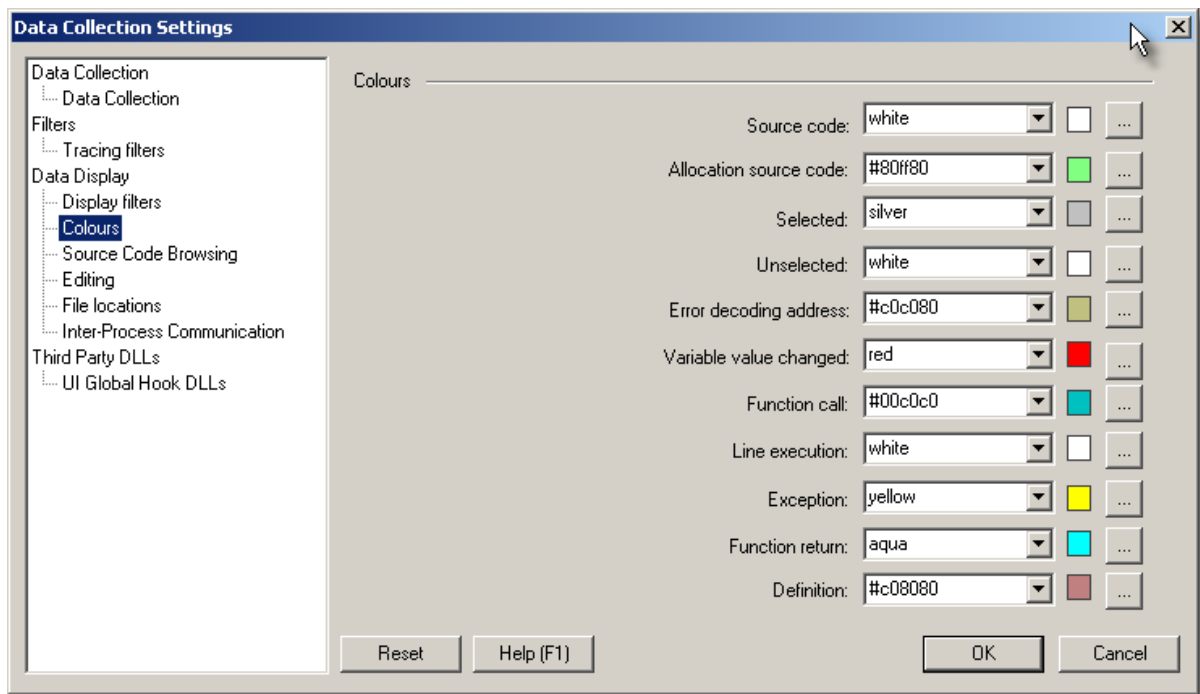 Data Collection Settings
Data Collection
Data Collection
Filters
Tracing filters
Data Display
Display filters
Colours
Source Code Browsing
Editing
File locations
Inter-Process Communication
Third Party DLLs
UI Global Hook DLLs
Colours
Source code: white ...
Allocation source code: #80ff80 ...
Selected: silver ...
Unselected: white ...
Error decoding address: #c0c080 ...
Variable value changed: red ...
Function call: #00c0c0 ...
Line execution: white ...
Exception: yellow ...
Function return: aqua ...
Definition: #c08080 ...
Reset Help (F1) OK Cancel